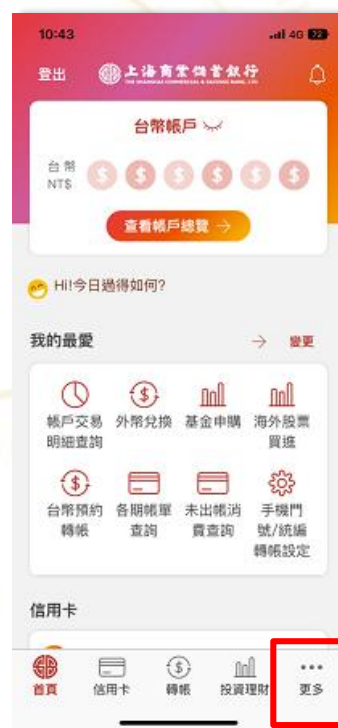 10:43
4G 22
登出
上海商業儲蓄銀行
THE SHANGHAI COMMERCIAL & SAVINGS BANK, LTD.
台幣帳戶
台幣
NT$
查看帳戶總覽 →
Hi!今日過得如何?
我的最愛
→ 變更
帳戶交易
明細查詢
外幣兌換
基金申購
海外股票
買進
台幣預約
轉帳
各期帳單
查詢
未出帳消
費查詢
手機門
號/統編
轉帳設定
信用卡
首頁
信用卡
轉帳
投資理財
更多